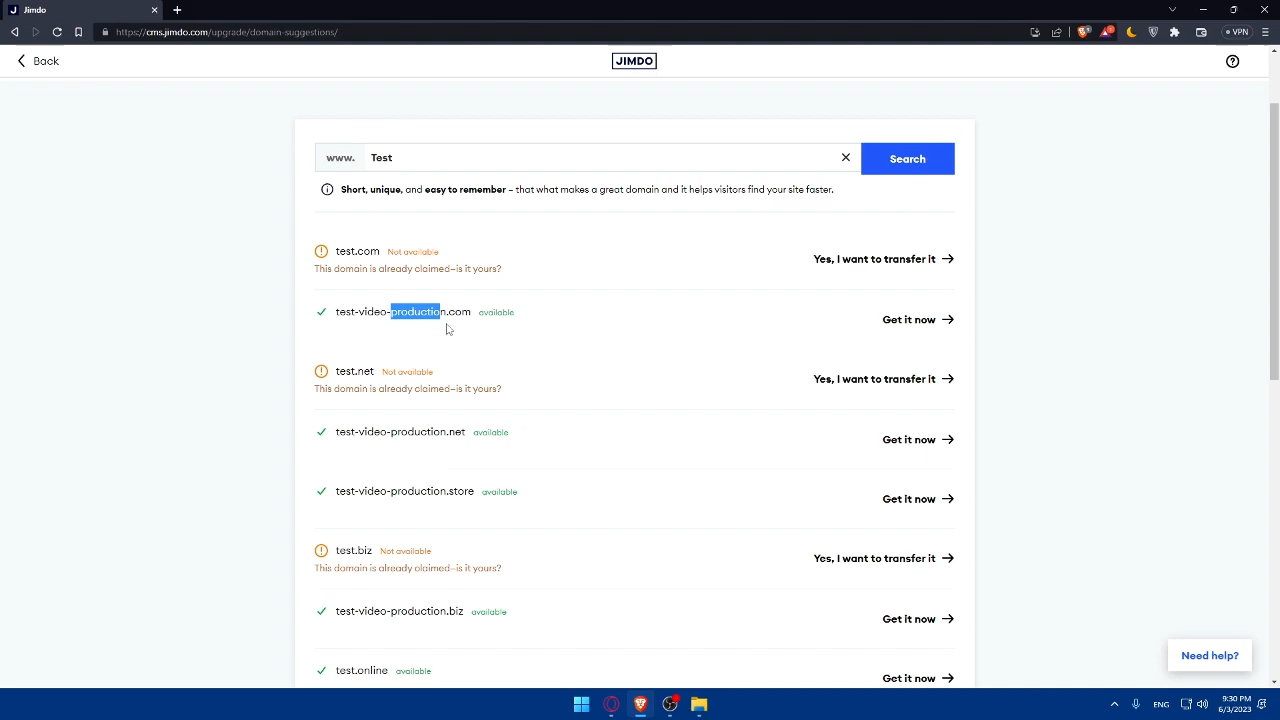 Jimdo
https://cms.jimdo.com/upgrade/domain-suggestions/
VPN
Back
JIMDO
www. Test
Search
Short, unique, and easy to remember – that what makes a great domain and it helps visitors find your site faster.
test.com Not available
This domain is already claimed–is it yours?
Yes, I want to transfer it
test-video-production.com available
Get it now
test.net Not available
This domain is already claimed–is it yours?
Yes, I want to transfer it
test-video-production.net available
Get it now
test-video-production.store available
Get it now
test.biz Not available
This domain is already claimed–is it yours?
Yes, I want to transfer it
test-video-production.biz available
Get it now
test.online available
Get it now
Need help?
ENG
9:30 PM
6/3/2023